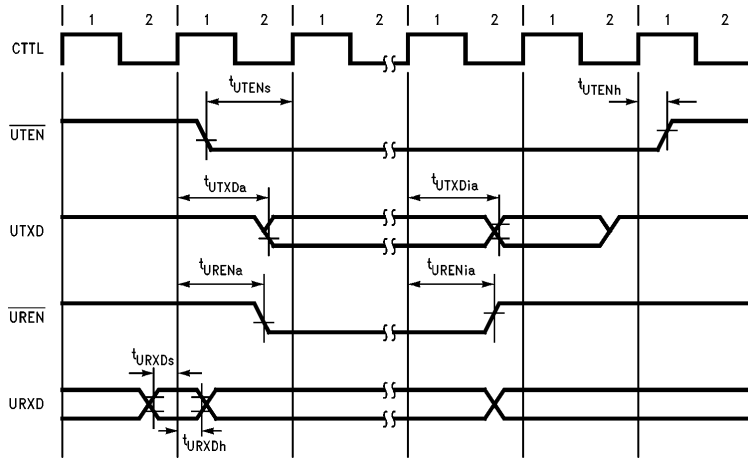 1 2 1 2 1 2 1 2 1 2 1 2
CTTL
tUTENs
tUTENh
UTEN
tUTXDa
tUTXDia
UTXD
tURENa
tURENia
UREN
tURXDs
URXD
tURXDh